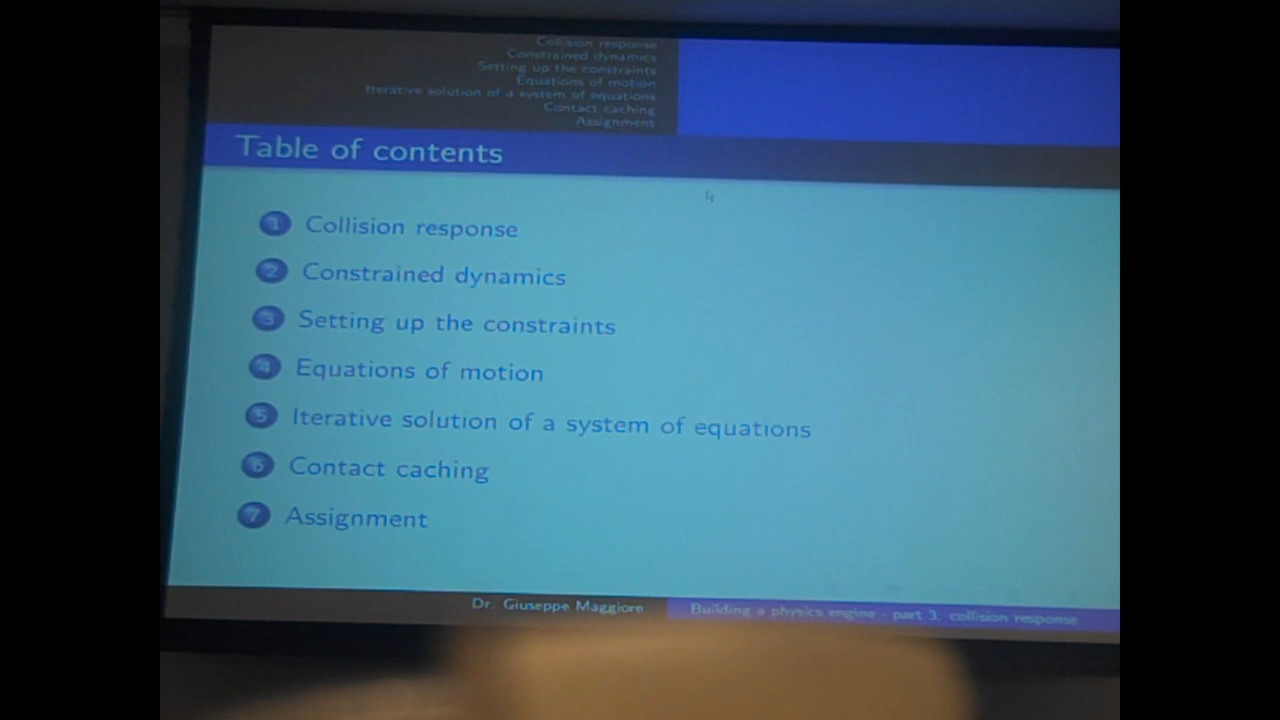 Collision response
Constrained dynamics
Setting up the constraints
Equations of motion
Iterative solution of a system of equations
Contact caching
Assignment
Table of contents
1 Collision response
2 Constrained dynamics
3 Setting up the constraints
4 Equations of motion
5 Iterative solution of a system of equations
6 Contact caching
7 Assignment
Dr. Giuseppe Maggiore
Building a physics engine - part 3, collision response